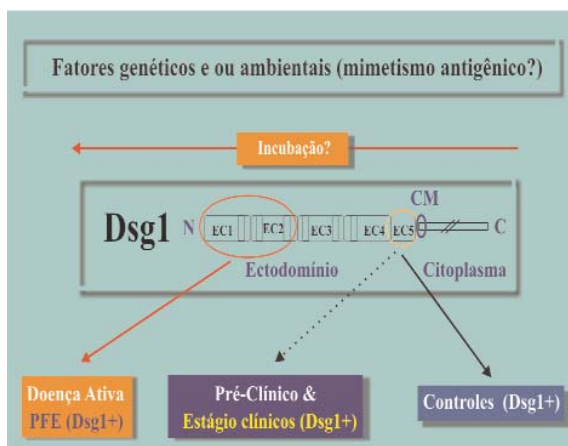 Fatores genéticos e ou ambientais (mimetismo antigênico?)
Incubação?
CM
Dsg1 N EC1 EC2 EC3 EC4 EC5 C
Ectodomínio Citoplasma
Doença Ativa
PFE (Dsg1+)
Pré-Clínico &
Estágio clínicos (Dsg1+)
Controles (Dsg1+)